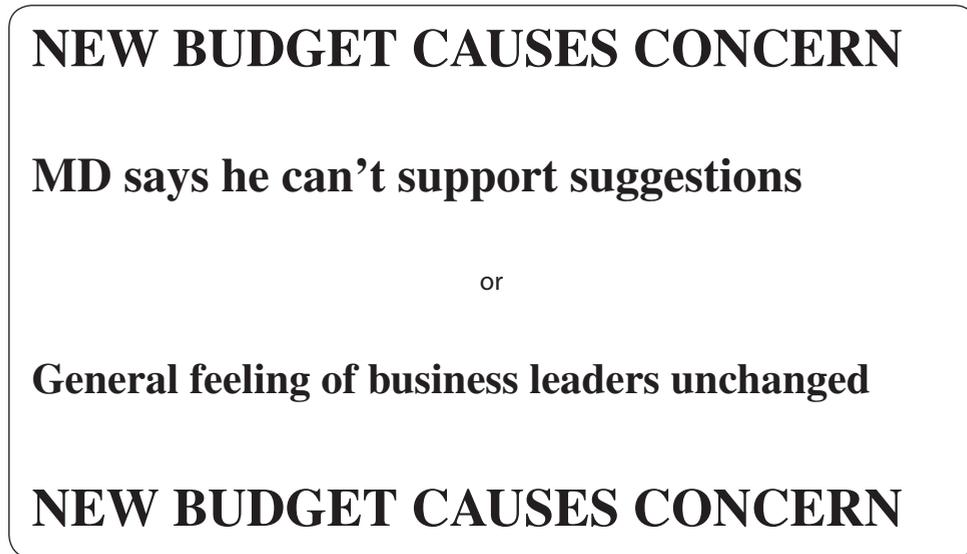 NEW BUDGET CAUSES CONCERN
MD says he can’t support suggestions
or
General feeling of business leaders unchanged
NEW BUDGET CAUSES CONCERN